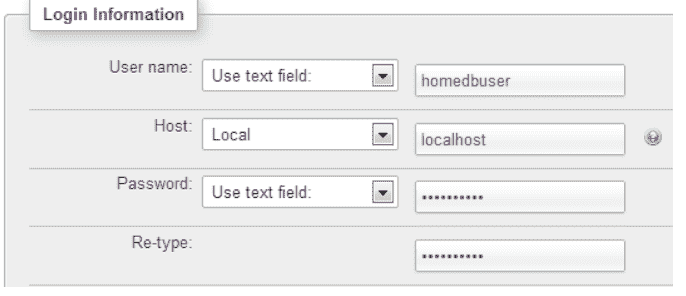 Login Information
User name: Use text field: homedbuser
Host: Local localhost
Password: Use text field: ••••••••••
Re-type: ••••••••••